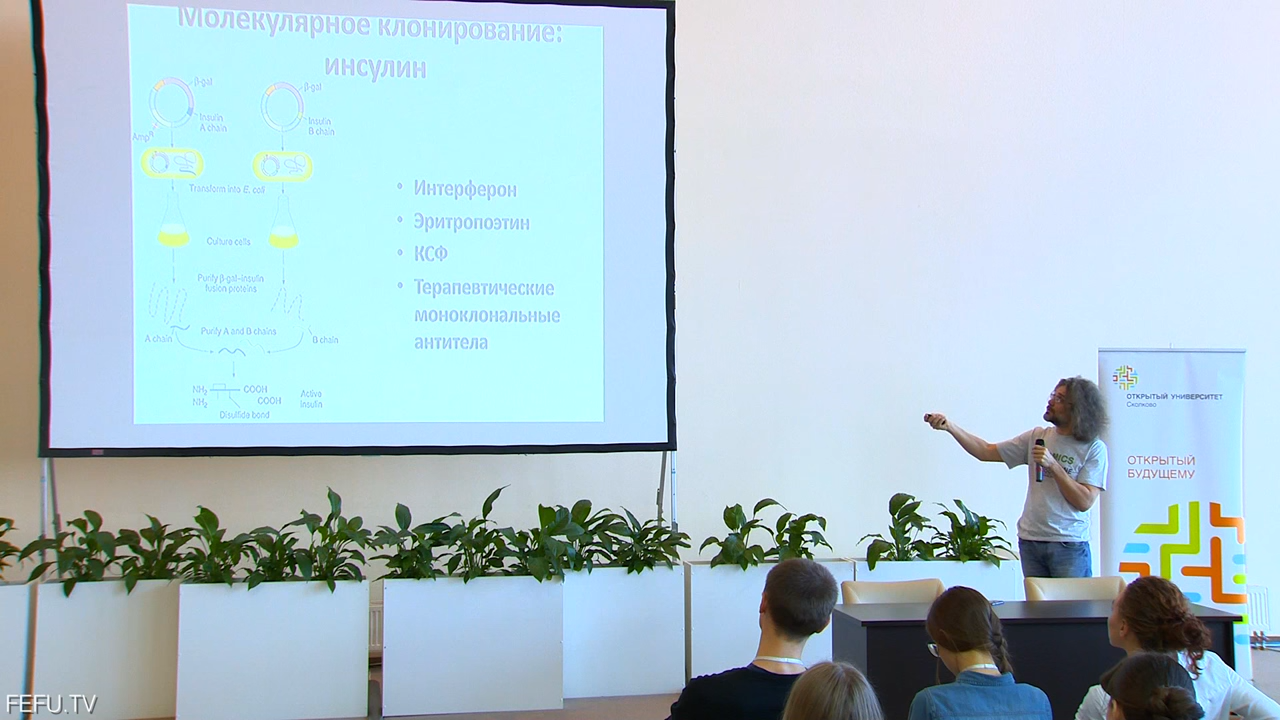 Молекулярное клонирование:
инсулин
β-gal
β-gal
Insulin
A chain
Insulin
B chain
Ampᴿ
Transform into E. coli
Culture cells
Purify β-gal-insulin
fusion proteins
A chain
Purify A and B chains
B chain
NH₂
COOH
NH₂
COOH
Disulfide bond
Active
insulin
• Интерферон
• Эритропоэтин
• КСФ
• Терапевтические
моноклональные
антитела
ОТКРЫТЫЙ УНИВЕРСИТЕТ
Сколково
ОТКРЫТЫЙ
БУДУЩЕМУ
FEFU.TV